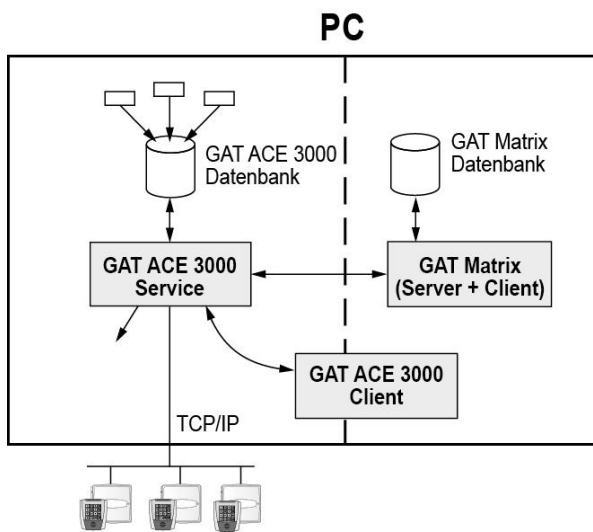 PC
GAT ACE 3000
Datenbank
GAT Matrix
Datenbank
GAT ACE 3000
Service
GAT Matrix
(Server + Client)
GAT ACE 3000
Client
TCP/IP